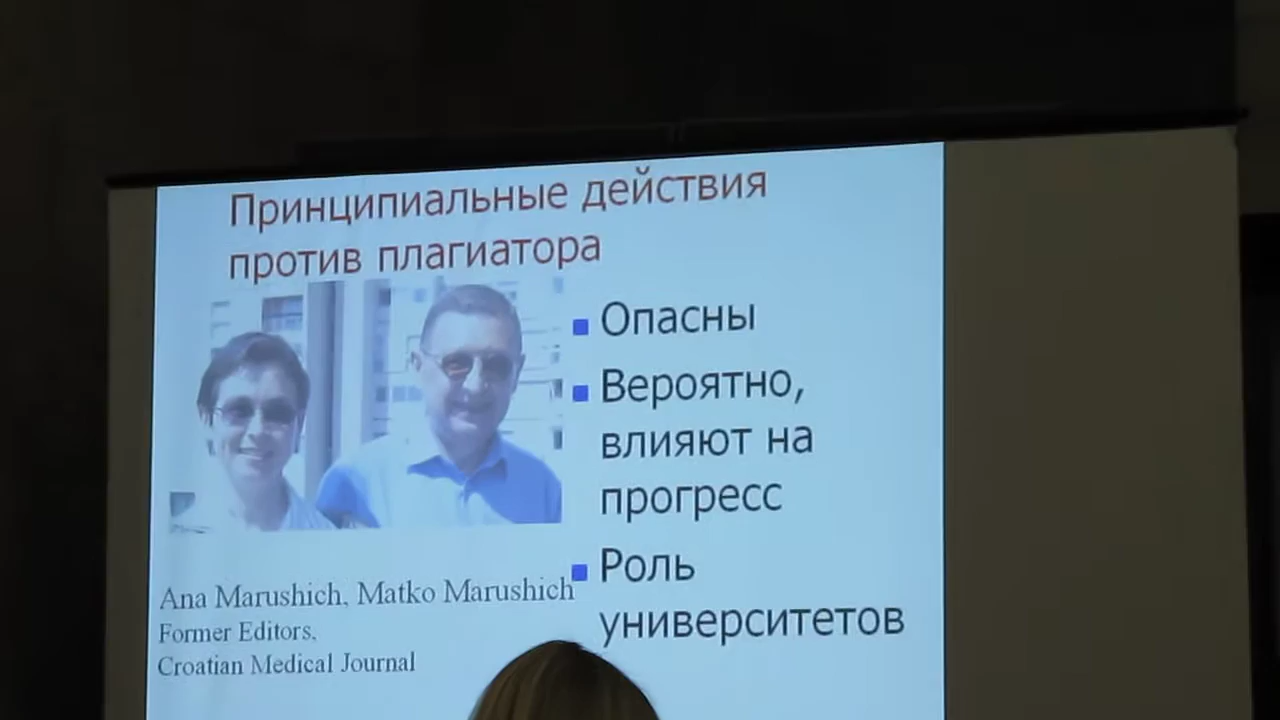 Принципиальные действия
против плагиатора
Опасны
Вероятно,
влияют на
прогресс
Роль
университетов
Ana Marushich, Matko Marushich
Former Editors,
Croatian Medical Journal